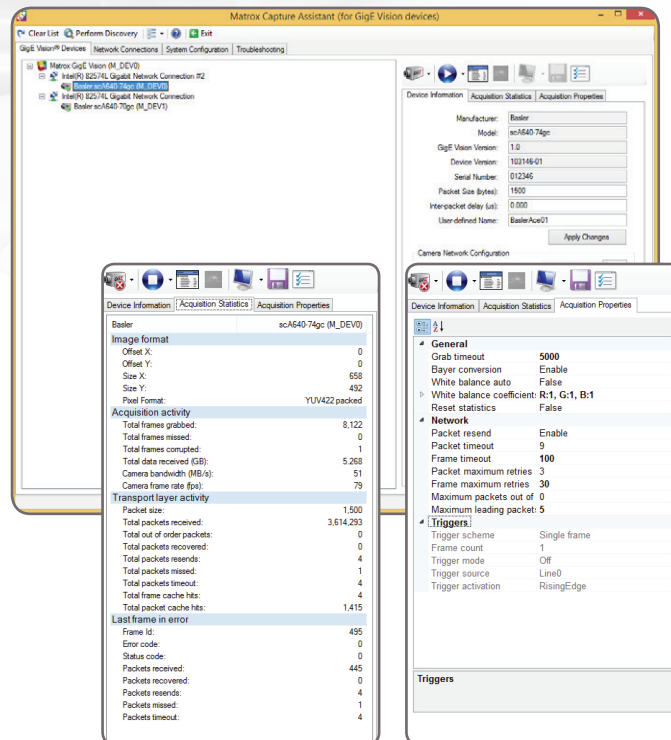 Matrox Capture Assistant (for GigE Vision devices)
Clear List Perform Discovery Exit
GigE Vision® Devices Network Connections System Configuration Troubleshooting
Matrox GigE Vision (M_DEV0)
Intel(R) 82574L Gigabit Network Connection #2
Basler scA640-74gc (M_DEV0)
Intel(R) 82574L Gigabit Network Connection
Basler scA640-70gc (M_DEV1)
Device Information Acquisition Statistics Acquisition Properties
Manufacturer: Basler
Model: scA640-74gc
GigE Vision Version: 1.0
Device Version: 103146-01
Serial Number: 012346
Packet Size (bytes): 1500
Inter-packet delay (us): 0.000
User-defined Name: BaslerAce01
Apply Changes
Camera Network Configuration
Device Information Acquisition Statistics Acquisition Properties
Basler scA640-74gc (M_DEV0)
Image format
Offset X: 0
Offset Y: 0
Size X: 658
Size Y: 492
Pixel Format: YUV422 packed
Acquisition activity
Total frames grabbed: 8,122
Total frames missed: 0
Total frames corrupted: 1
Total data received (GB): 5.268
Camera bandwidth (MB/s): 51
Camera frame rate (fps): 79
Transport layer activity
Packet size: 1,500
Total packets received: 3,614,293
Total out of order packets: 0
Total packets recovered: 0
Total packets resends: 4
Total packets missed: 1
Total packets timeout: 4
Total frame cache hits: 4
Total packet cache hits: 1,415
Last frame in error
Frame Id: 495
Error code: 0
Status code: 0
Packets received: 445
Packets recovered: 0
Packets resends: 4
Packets missed: 1
Packets timeout: 4
Device Information Acquisition Statistics Acquisition Properties
General
Grab timeout 5000
Bayer conversion Enable
White balance auto False
White balance coefficient: R:1, G:1, B:1
Reset statistics False
Network
Packet resend Enable
Packet timeout 9
Frame timeout 100
Packet maximum retries 3
Frame maximum retries 30
Maximum packets out of 0
Maximum leading packet: 5
Triggers
Trigger scheme Single frame
Frame count 1
Trigger mode Off
Trigger source Line0
Trigger activation RisingEdge
Triggers